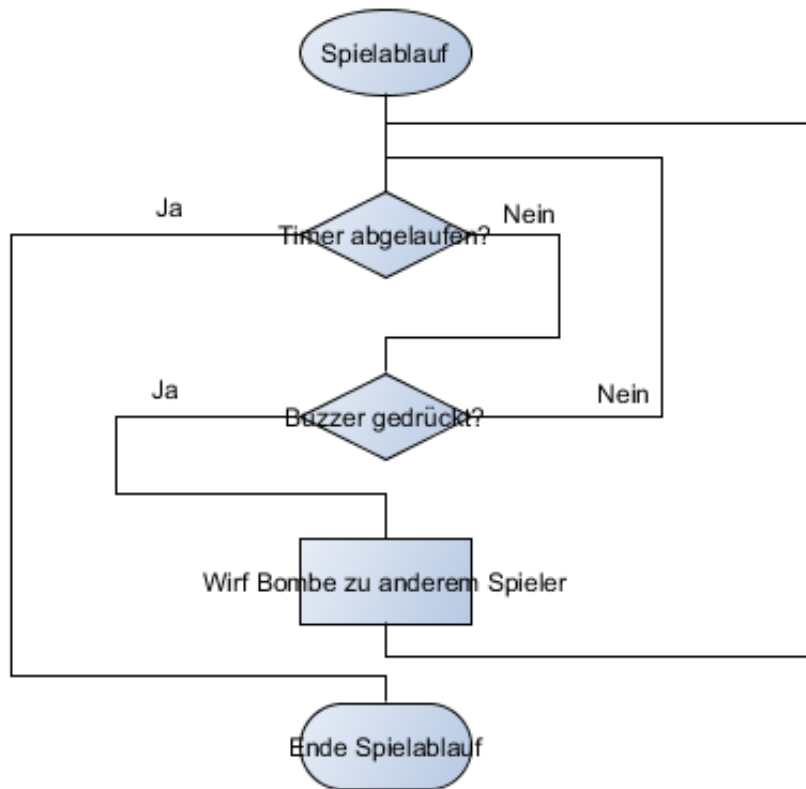 Spielablauf
Ja
Nein
Timer abgelaufen?
Ja
Nein
Buzzer gedrückt?
Wirf Bombe zu anderem Spieler
Ende Spielablauf